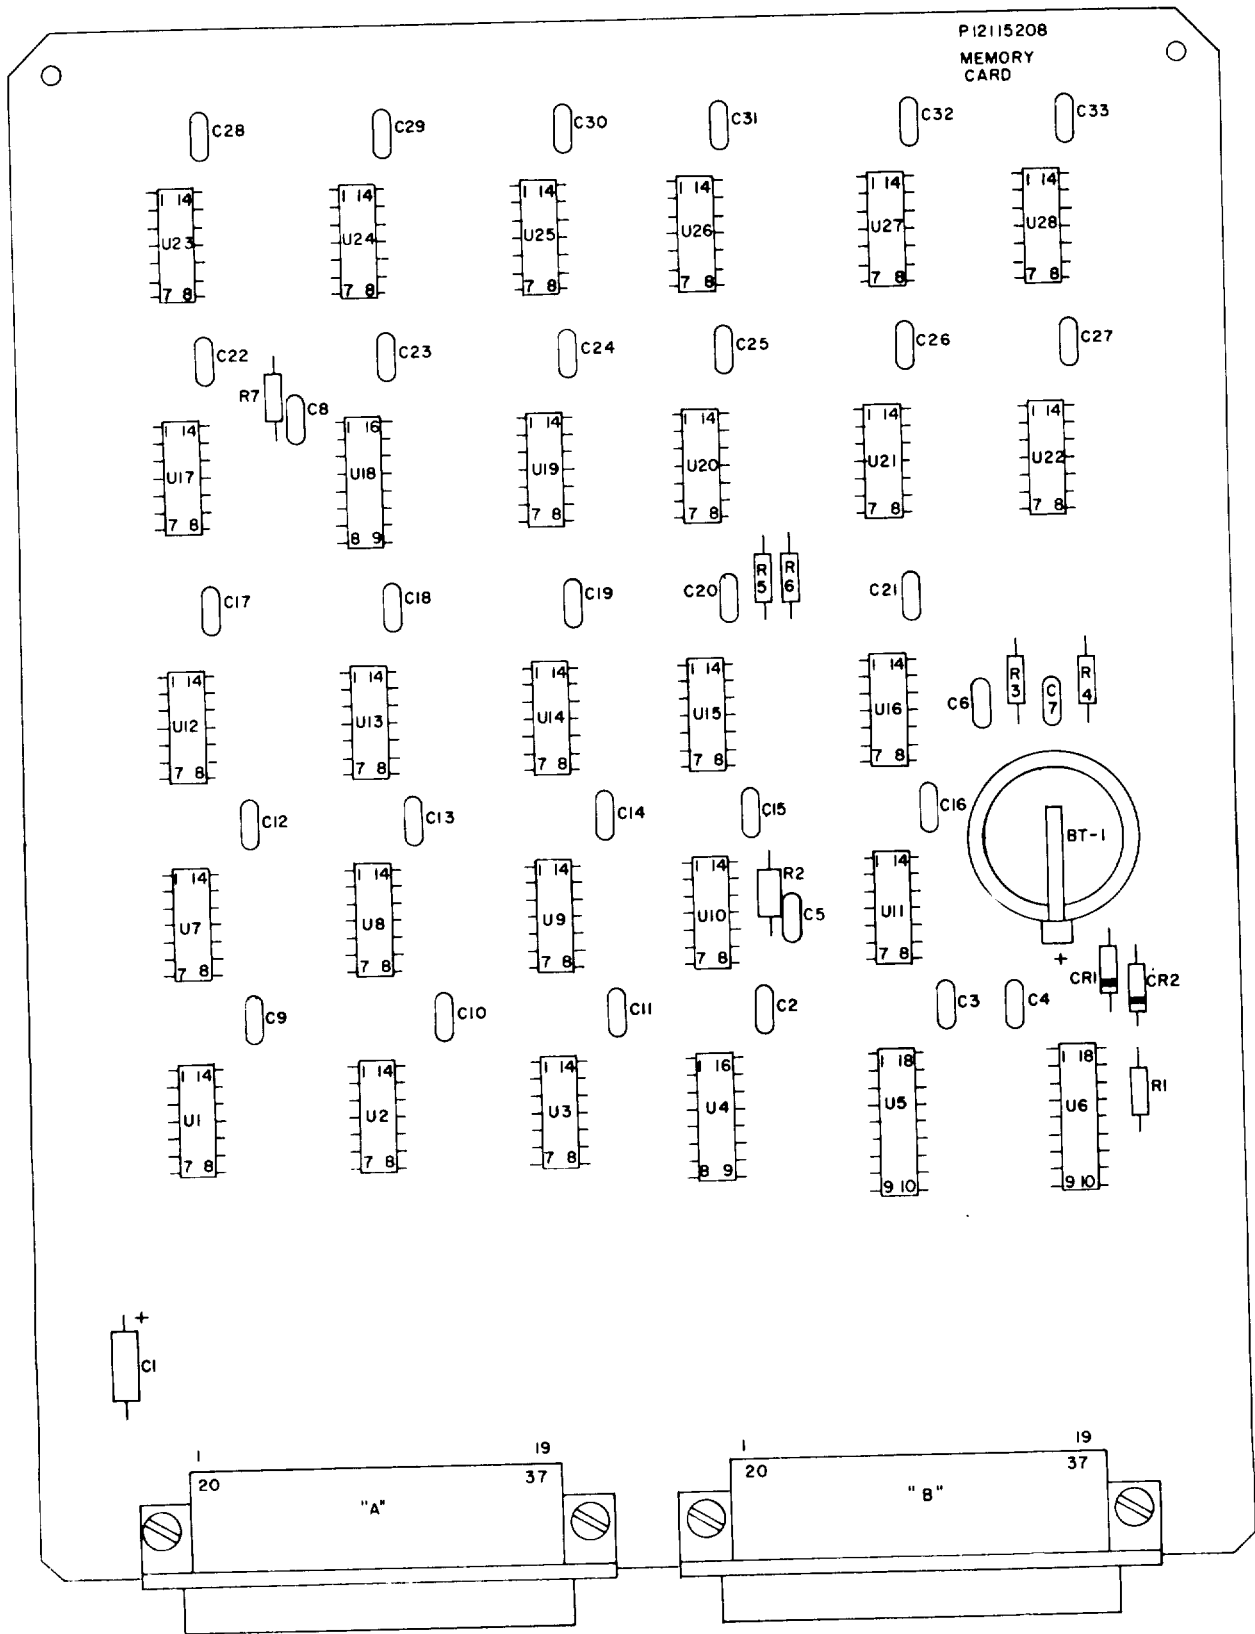 P12115208
MEMORY
CARD
C28
C29
C30
C31
C32
C33
1 14
U23
7 8
1 14
U24
7 8
1 14
U25
7 8
1 14
U26
7 8
1 14
U27
7 8
1 14
U28
7 8
C22
R7
C8
C23
C24
C25
C26
C27
1 14
U17
7 8
1 16
U18
8 9
1 14
U19
7 8
1 14
U20
7 8
1 14
U21
7 8
1 14
U22
7 8
C17
C18
C19
C20
R5
R6
C21
1 14
U12
7 8
1 14
U13
7 8
1 14
U14
7 8
1 14
U15
7 8
1 14
U16
7 8
C6
R3
C7
R4
C12
C13
C14
C15
C16
BT-1
+
1 14
U7
7 8
1 14
U8
7 8
1 14
U9
7 8
1 14
U10
7 8
R2
C5
1 14
U11
7 8
CR1
CR2
C9
C10
C11
C2
C3
C4
1 14
U1
7 8
1 14
U2
7 8
1 14
U3
7 8
1 16
U4
8 9
1 18
U5
9 10
1 18
U6
9 10
R1
+
C1
1
19
20
37
"A"
1
19
20
37
"B"